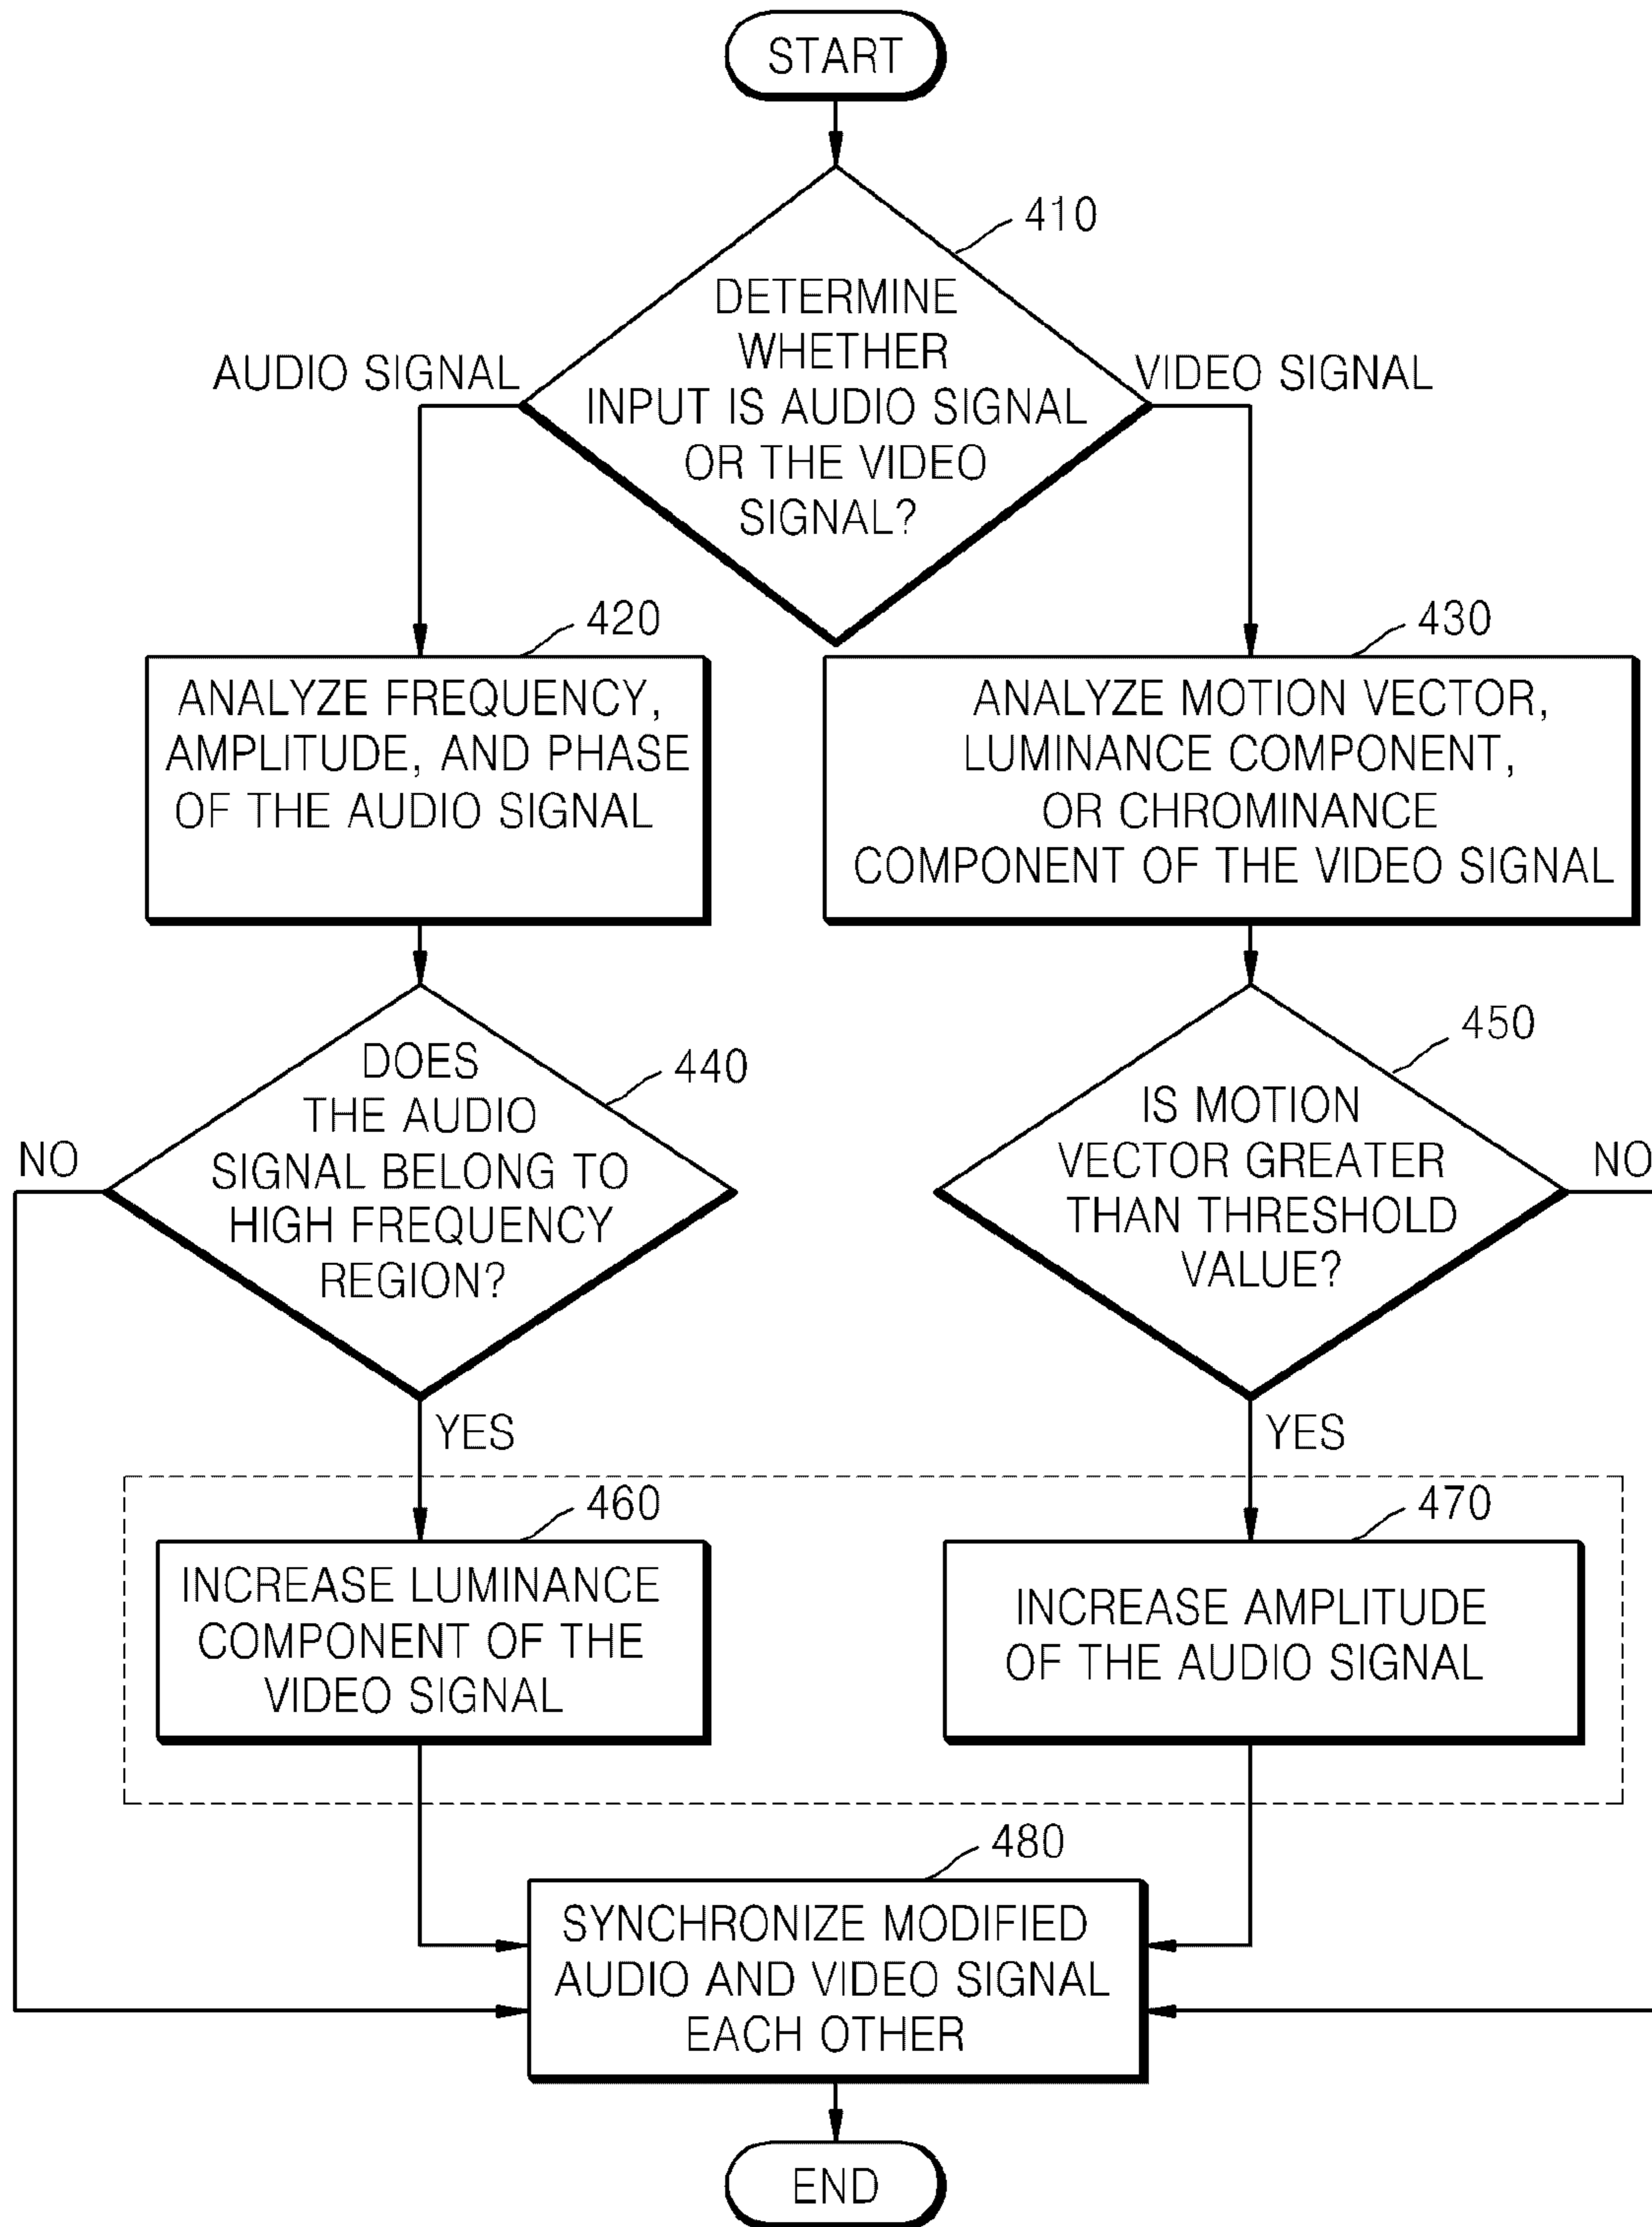 START
410
DETERMINE
WHETHER
INPUT IS AUDIO SIGNAL
OR THE VIDEO
SIGNAL?
AUDIO SIGNAL
VIDEO SIGNAL
420
ANALYZE FREQUENCY,
AMPLITUDE, AND PHASE
OF THE AUDIO SIGNAL
430
ANALYZE MOTION VECTOR,
LUMINANCE COMPONENT,
OR CHROMINANCE
COMPONENT OF THE VIDEO SIGNAL
440
DOES
THE AUDIO
SIGNAL BELONG TO
HIGH FREQUENCY
REGION?
NO
YES
450
IS MOTION
VECTOR GREATER
THAN THRESHOLD
VALUE?
NO
YES
460
INCREASE LUMINANCE
COMPONENT OF THE
VIDEO SIGNAL
470
INCREASE AMPLITUDE
OF THE AUDIO SIGNAL
480
SYNCHRONIZE MODIFIED
AUDIO AND VIDEO SIGNAL
EACH OTHER
END